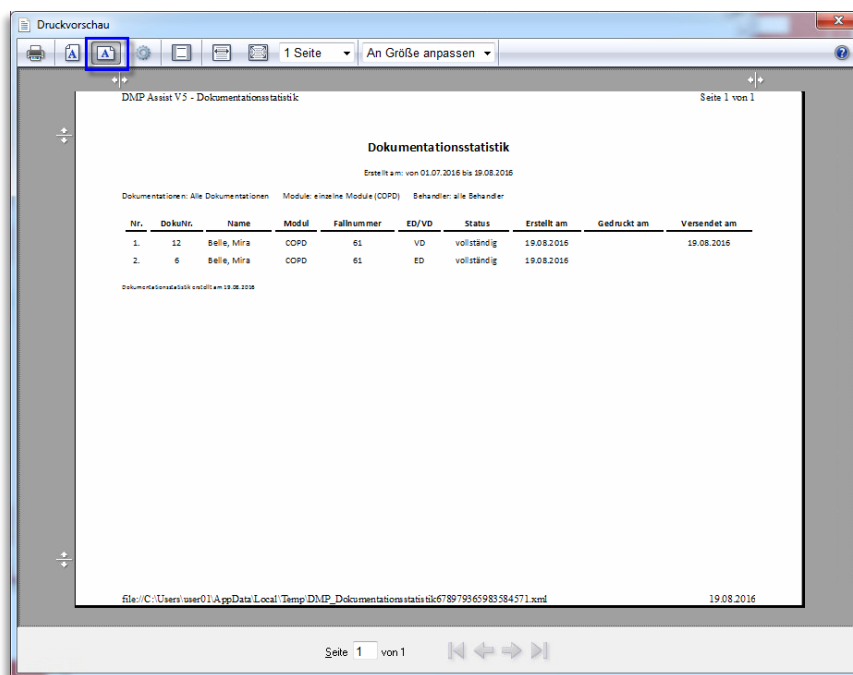 Druckvorschau
A A 1 Seite An Größe anpassen ?
DMP Assist V5 - Dokumentationsstatistik Seite 1 von 1
Dokumentationsstatistik
Erstellt am: von 01.07.2016 bis 19.08.2016
Dokumentationen: Alle Dokumentationen Module: einzelne Module (COPD) Behandler: alle Behandler
Nr. DokuNr. Name Modul Fallnummer ED/VD Status Erstellt am Gedruckt am Versendet am
1. 12 Belle, Mira COPD 61 VD vollständig 19.08.2016 19.08.2016
2. 6 Belle, Mira COPD 61 ED vollständig 19.08.2016
Dokumentationsstatistik erstellt am 19.08.2016
file://C:\Users\user01\AppData\Local\Temp\DMP_Dokumentationsstatistik678979365983584571.xml 19.08.2016
Seite 1 von 1